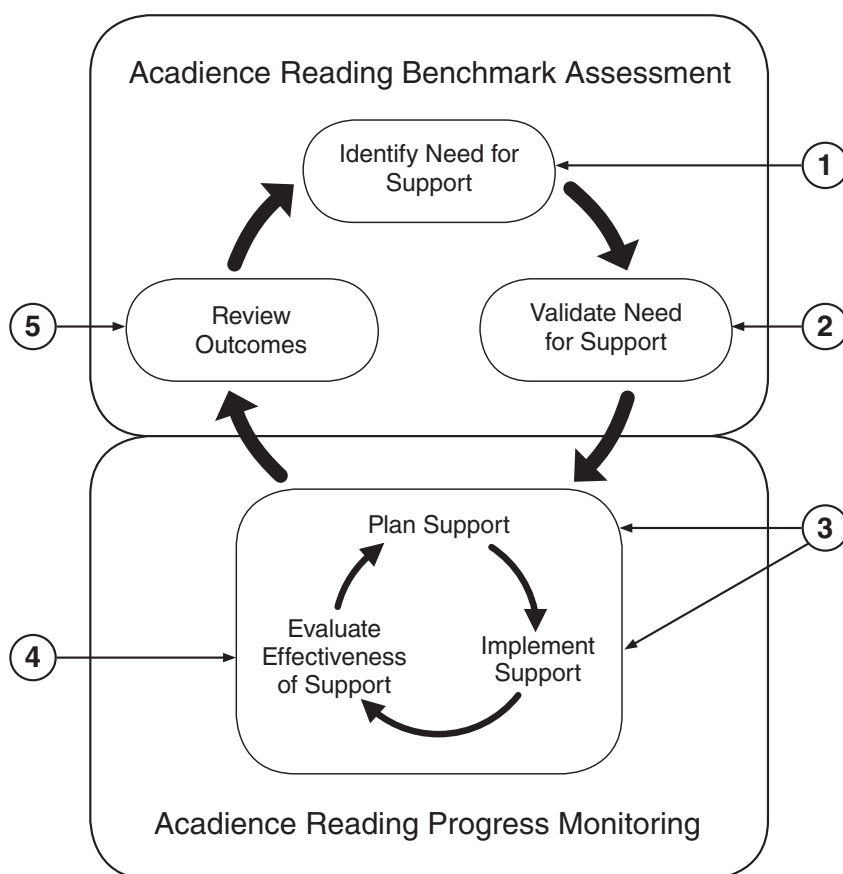 Acadience Reading Benchmark Assessment
Identify Need for
Support
1
Review
Outcomes
5
Validate Need
for Support
2
Plan Support
3
Evaluate
Effectiveness
of Support
4
Implement
Support
Acadience Reading Progress Monitoring